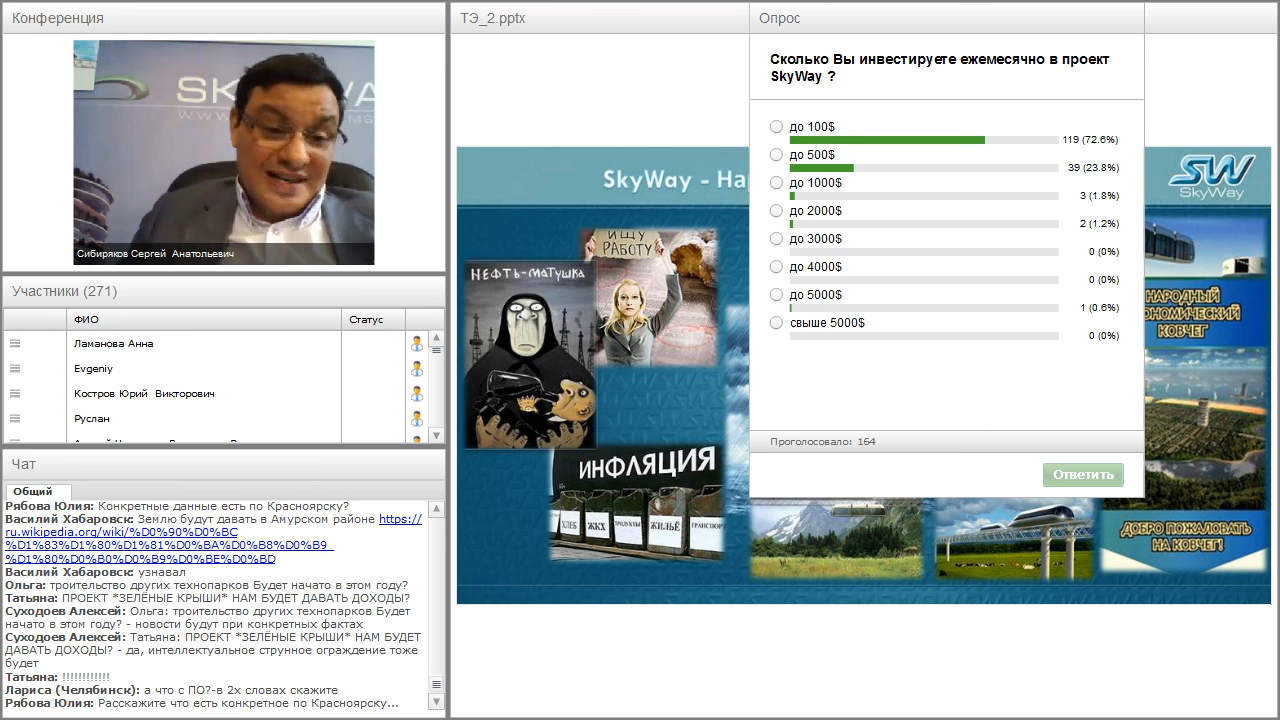 Конференция
SK WA
WWW. MS
Сибиряков Сергей Анатольевич
Участники (271)
ФИО Статус
Ламанова Анна
Evgeniy
Костров Юрий Викторович
Руслан
Чат
Общий
Рябова Юлия: Конкретные данные есть по Красноярску?
Василий Хабаровск: Землю будут давать в Амурском районе https://
ru.wikipedia.org/wiki/%D0%90%D0%BC
%D1%83%D1%80%D1%81%D0%BA%D0%B8%D0%B9_
%D1%80%D0%B0%D0%B9%D0%BE%D0%BD
Василий Хабаровск: узнавал
Ольга: троительство других технопарков Будет начато в этом году?
Татьяна: ПРОЕКТ *ЗЕЛЁНЫЕ КРЫШИ* НАМ БУДЕТ ДАВАТЬ ДОХОДЫ?
Суходоев Алексей: Ольга: троительство других технопарков Будет
начато в этом году? - новости будут при конкретных фактах
Суходоев Алексей: Татьяна: ПРОЕКТ *ЗЕЛЁНЫЕ КРЫШИ* НАМ БУДЕТ
ДАВАТЬ ДОХОДЫ? - да, интеллектуальное струнное ограждение тоже
будет
Татьяна: !!!!!!!!!!!!
Лариса (Челябинск): а чтё с ПО?-в 2х словах скажите
Рябова Юлия: Расскажите что есть конкретное по Красноярску...
ТЭ_2.pptx
SkyWay - На
SW
SkyWay
ИЩУ
РАБОТУ
НЕФТЬ-МАТУШКА
ИНФЛЯЦИЯ
ХЛЕБ ЖКХ ПРОДУКТЫ ЖИЛЬЁ ТРАНСПОРТ
НАРОДНЫЙ
ОНОМИЧЕСКИЙ
КОВЧЕГ
ДОБРО ПОЖАЛОВАТЬ
НА КОВЧЕГ!
Опрос
Сколько Вы инвестируете ежемесячно в проект
SkyWay ?
до 100$
119 (72.6%)
до 500$
39 (23.8%)
до 1000$
3 (1.8%)
до 2000$
2 (1.2%)
до 3000$
0 (0%)
до 4000$
0 (0%)
до 5000$
1 (0.6%)
свыше 5000$
0 (0%)
Проголосовало: 164
Ответить